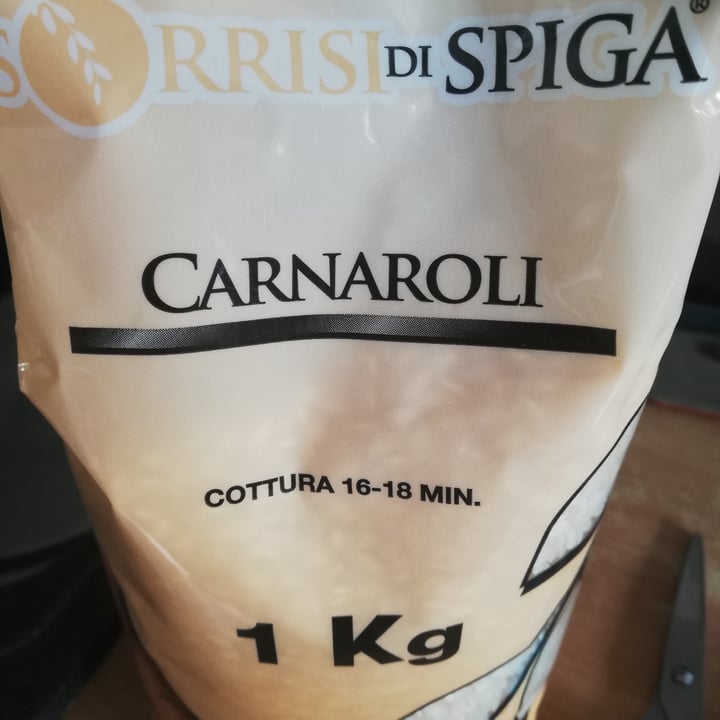 SORRISI DI SPIGA®
CARNAROLI
COTTURA 16-18 MIN.
1 Kg